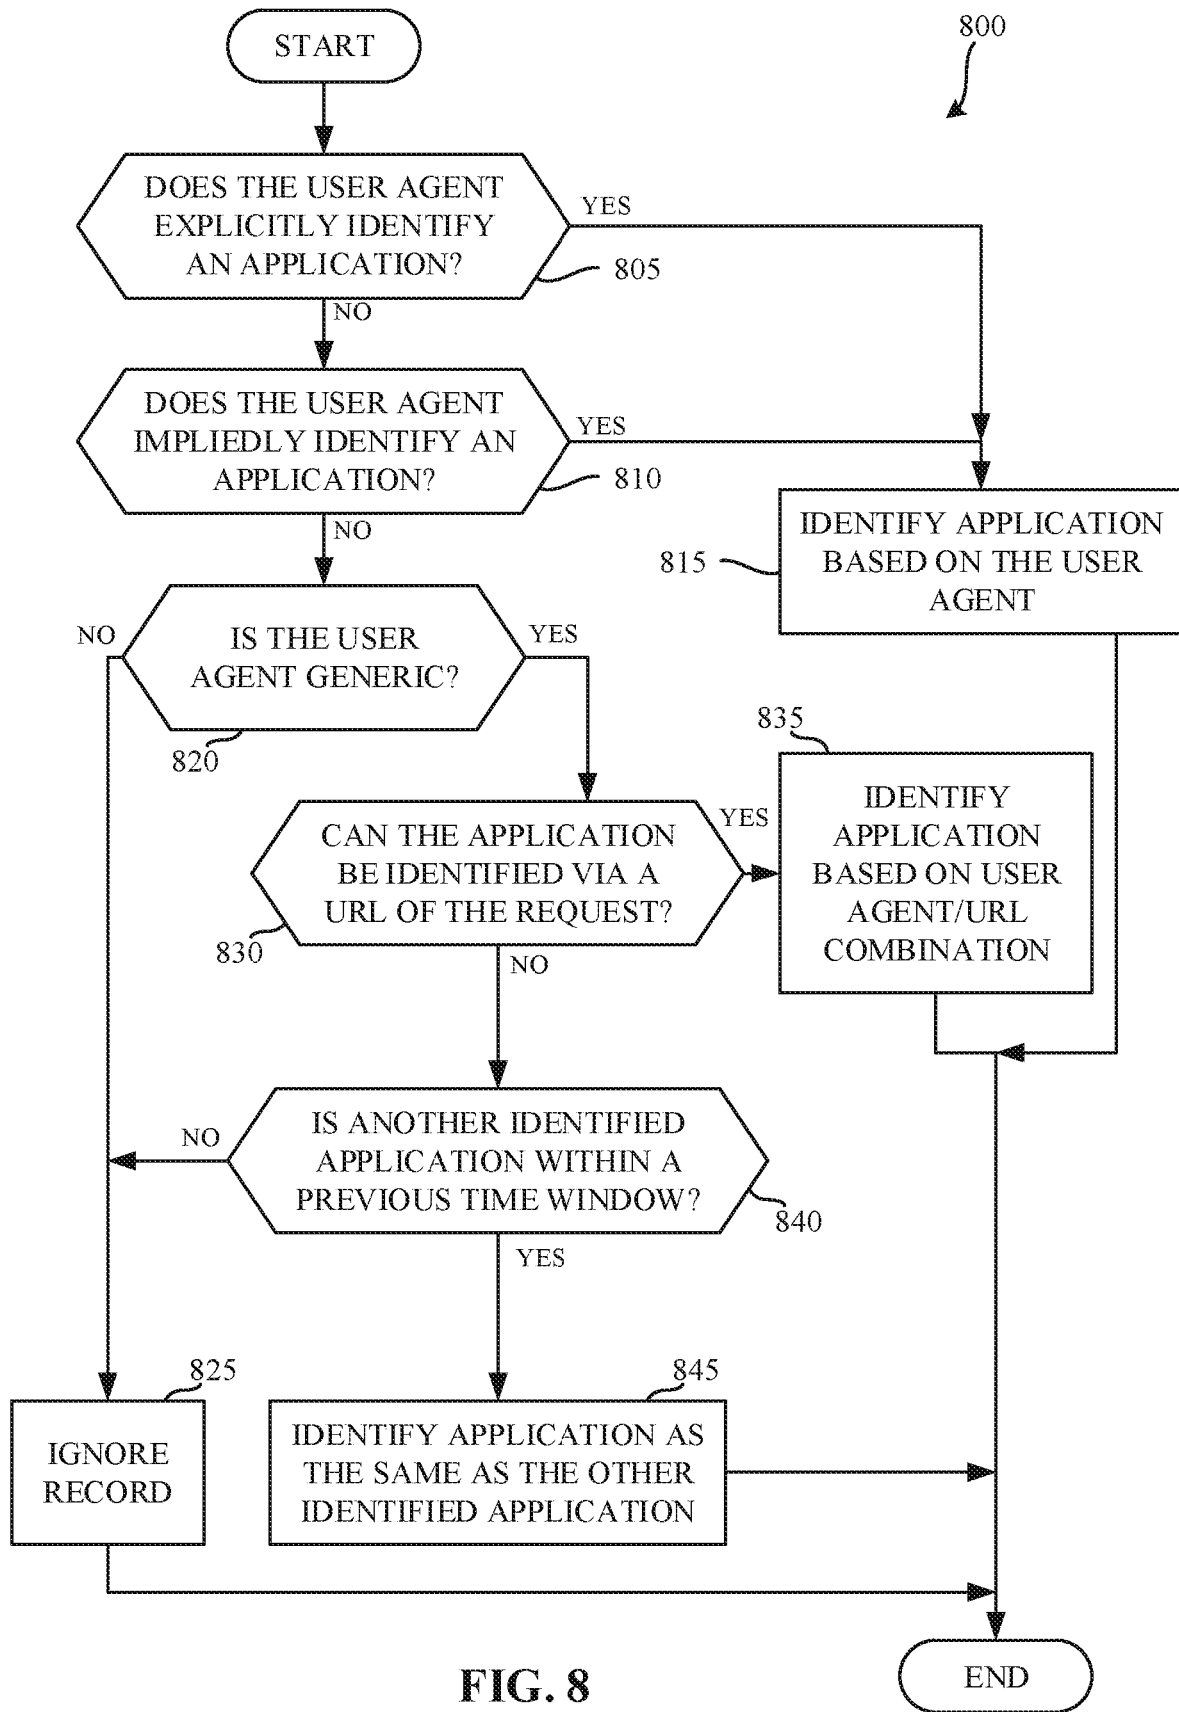 START
800
DOES THE USER AGENT
EXPLICITLY IDENTIFY
AN APPLICATION?
YES
805
NO
DOES THE USER AGENT
IMPLIEDLY IDENTIFY AN
APPLICATION?
YES
810
NO
IDENTIFY APPLICATION
BASED ON THE USER
AGENT
815
NO
IS THE USER
AGENT GENERIC?
YES
820
835
CAN THE APPLICATION
BE IDENTIFIED VIA A
URL OF THE REQUEST?
YES
830
NO
IDENTIFY
APPLICATION
BASED ON USER
AGENT/URL
COMBINATION
NO
IS ANOTHER IDENTIFIED
APPLICATION WITHIN A
PREVIOUS TIME WINDOW?
840
YES
825
IGNORE
RECORD
845
IDENTIFY APPLICATION AS
THE SAME AS THE OTHER
IDENTIFIED APPLICATION
END
FIG. 8